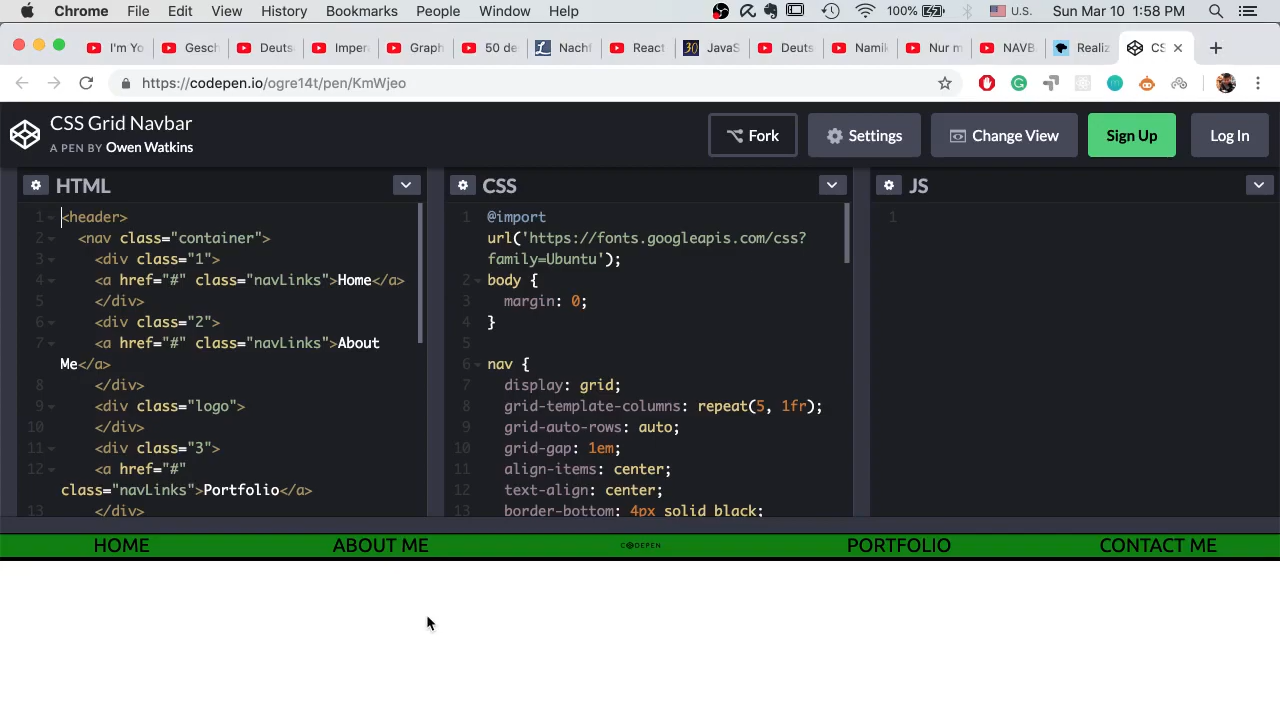 Chrome File Edit View History Bookmarks People Window Help 100% U.S. Sun Mar 10 1:58 PM
I'm Yo Gesch Deuts Imper Graph 50 de Nachf React 30 JavaS Deuts Namik Nur m NAVB Realiz CS
https://codepen.io/ogre14t/pen/KmWjeo
CSS Grid Navbar
A PEN BY Owen Watkins
Fork Settings Change View Sign Up Log In
HTML
1 <header>
2 <nav class="container">
3 <div class="1">
4 <a href="#" class="navLinks">Home</a>
5 </div>
6 <div class="2">
7 <a href="#" class="navLinks">About
Me</a>
8 </div>
9 <div class="logo">
10 </div>
11 <div class="3">
12 <a href="#"
class="navLinks">Portfolio</a>
13 </div>
CSS
1 @import
url('https://fonts.googleapis.com/css?
family=Ubuntu');
2 body {
3 margin: 0;
4 }
5
6 nav {
7 display: grid;
8 grid-template-columns: repeat(5, 1fr);
9 grid-auto-rows: auto;
10 grid-gap: 1em;
11 align-items: center;
12 text-align: center;
13 border-bottom: 4px solid black;
JS
1
HOME ABOUT ME CODEPEN PORTFOLIO CONTACT ME